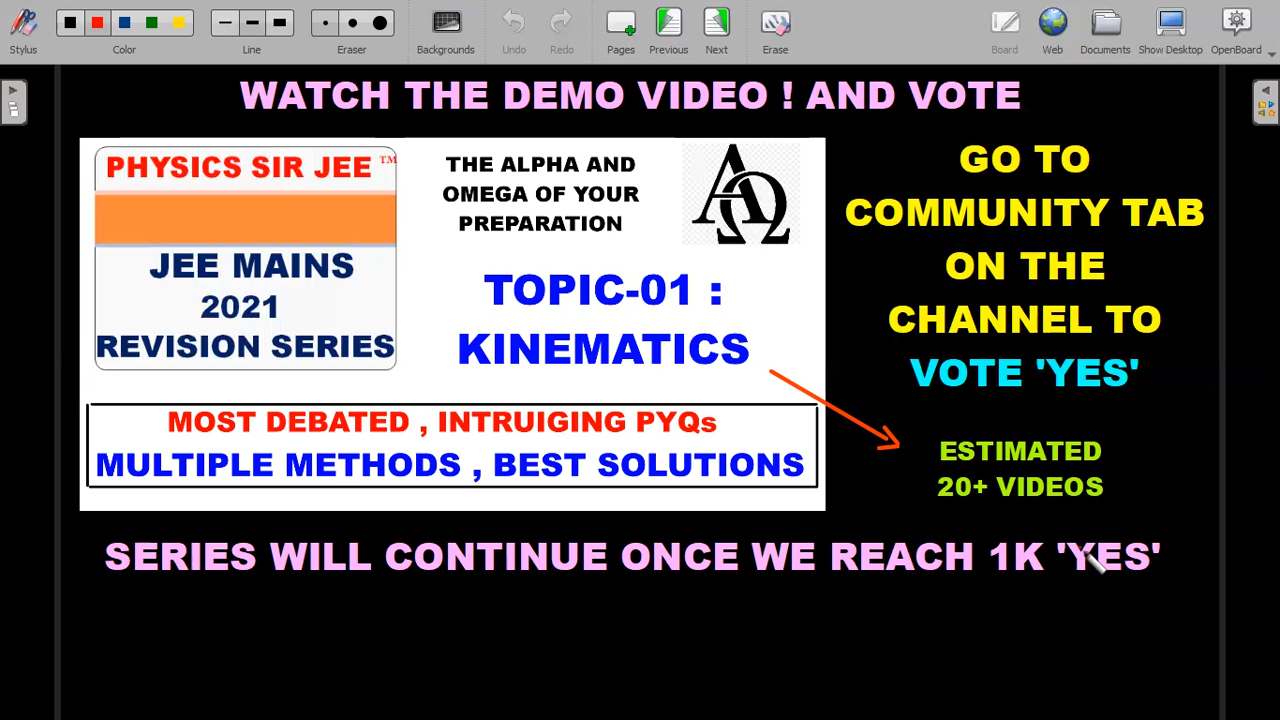 Stylus
Color
Line
Eraser
Backgrounds
Undo
Redo
Pages
Previous
Next
Erase
Board
Web
Documents
Show Desktop
OpenBoard
WATCH THE DEMO VIDEO ! AND VOTE
PHYSICS SIR JEE ™
JEE MAINS
2021
REVISION SERIES
THE ALPHA AND
OMEGA OF YOUR
PREPARATION
ΑΩ
TOPIC-01 :
KINEMATICS
MOST DEBATED , INTRUIGING PYQs
MULTIPLE METHODS , BEST SOLUTIONS
GO TO
COMMUNITY TAB
ON THE
CHANNEL TO
VOTE 'YES'
ESTIMATED
20+ VIDEOS
SERIES WILL CONTINUE ONCE WE REACH 1K 'YES'